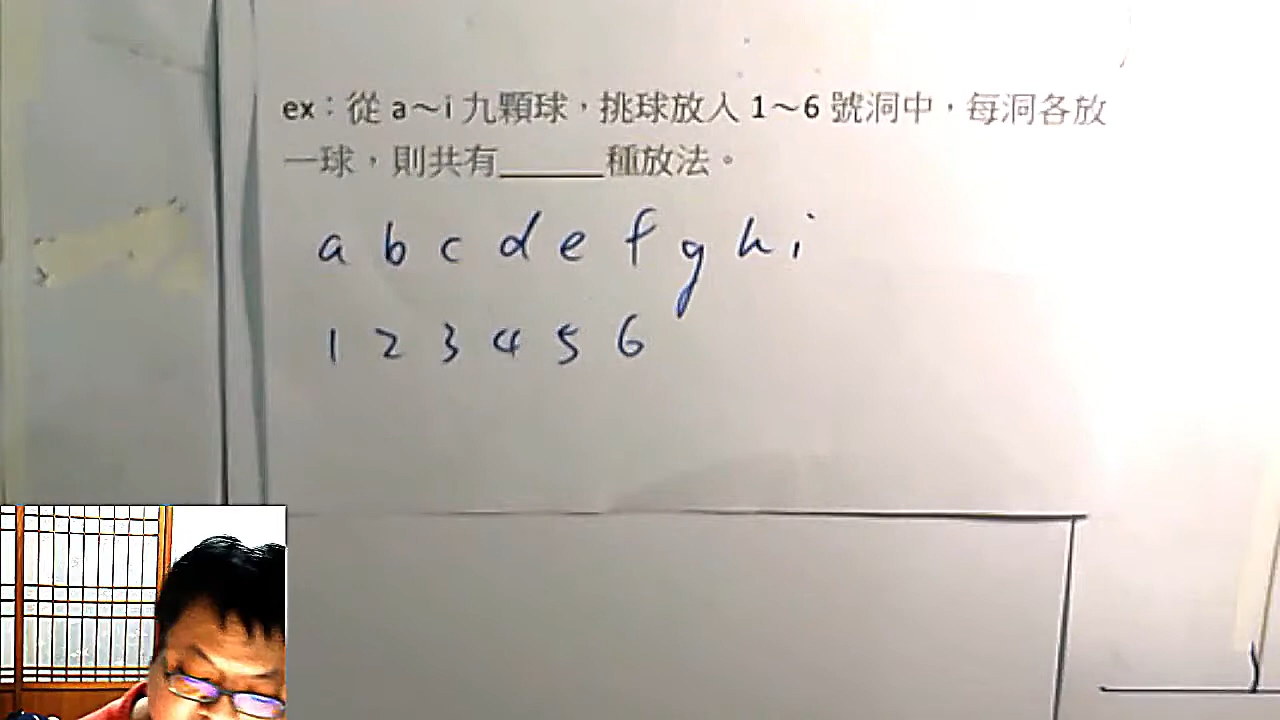 ex：從 a～i 九顆球，挑球放入 1～6 號洞中，每洞各放
一球，則共有______種放法。
a b c d e f g h i
1 2 3 4 5 6